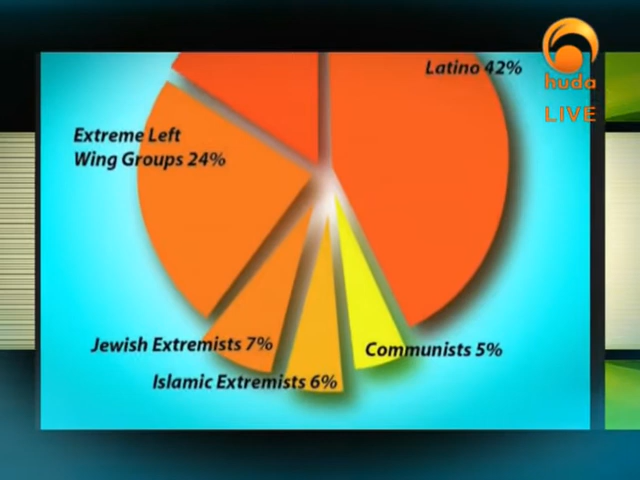 Latino 42%
huda
LIVE
Extreme Left
Wing Groups 24%
Jewish Extremists 7%
Communists 5%
Islamic Extremists 6%